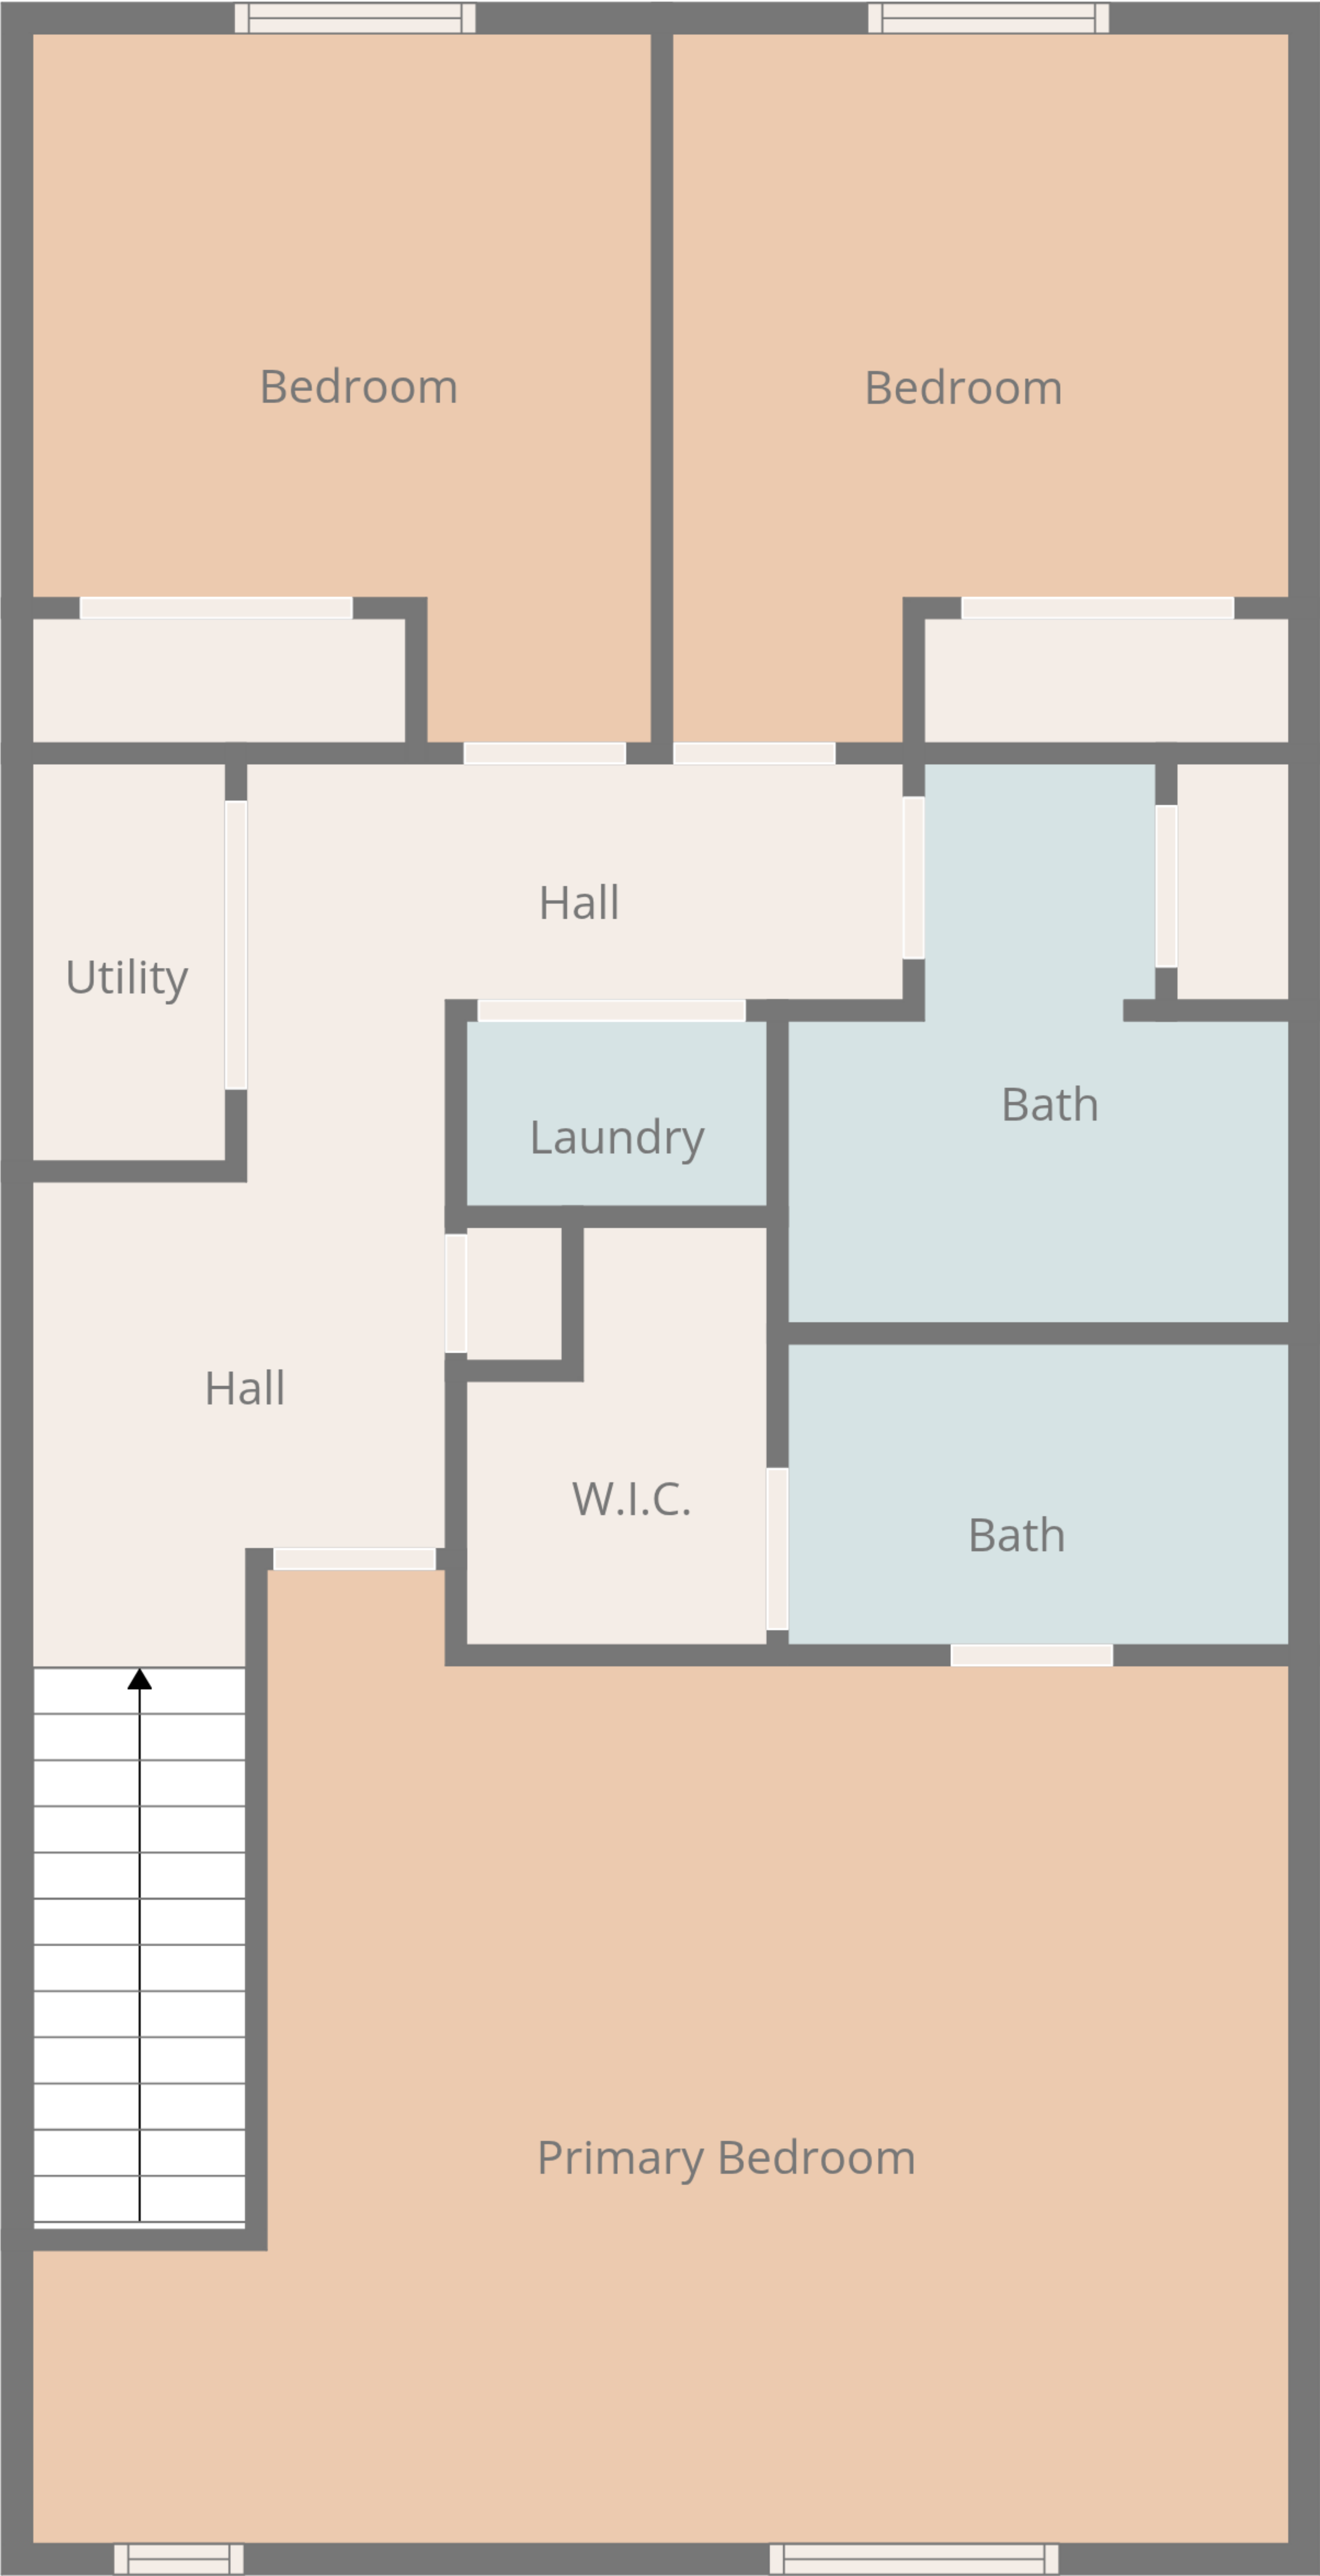 Bedroom
Bedroom
Hall
Utility
Bath
Laundry
Hall
W.I.C.
Bath
Primary Bedroom